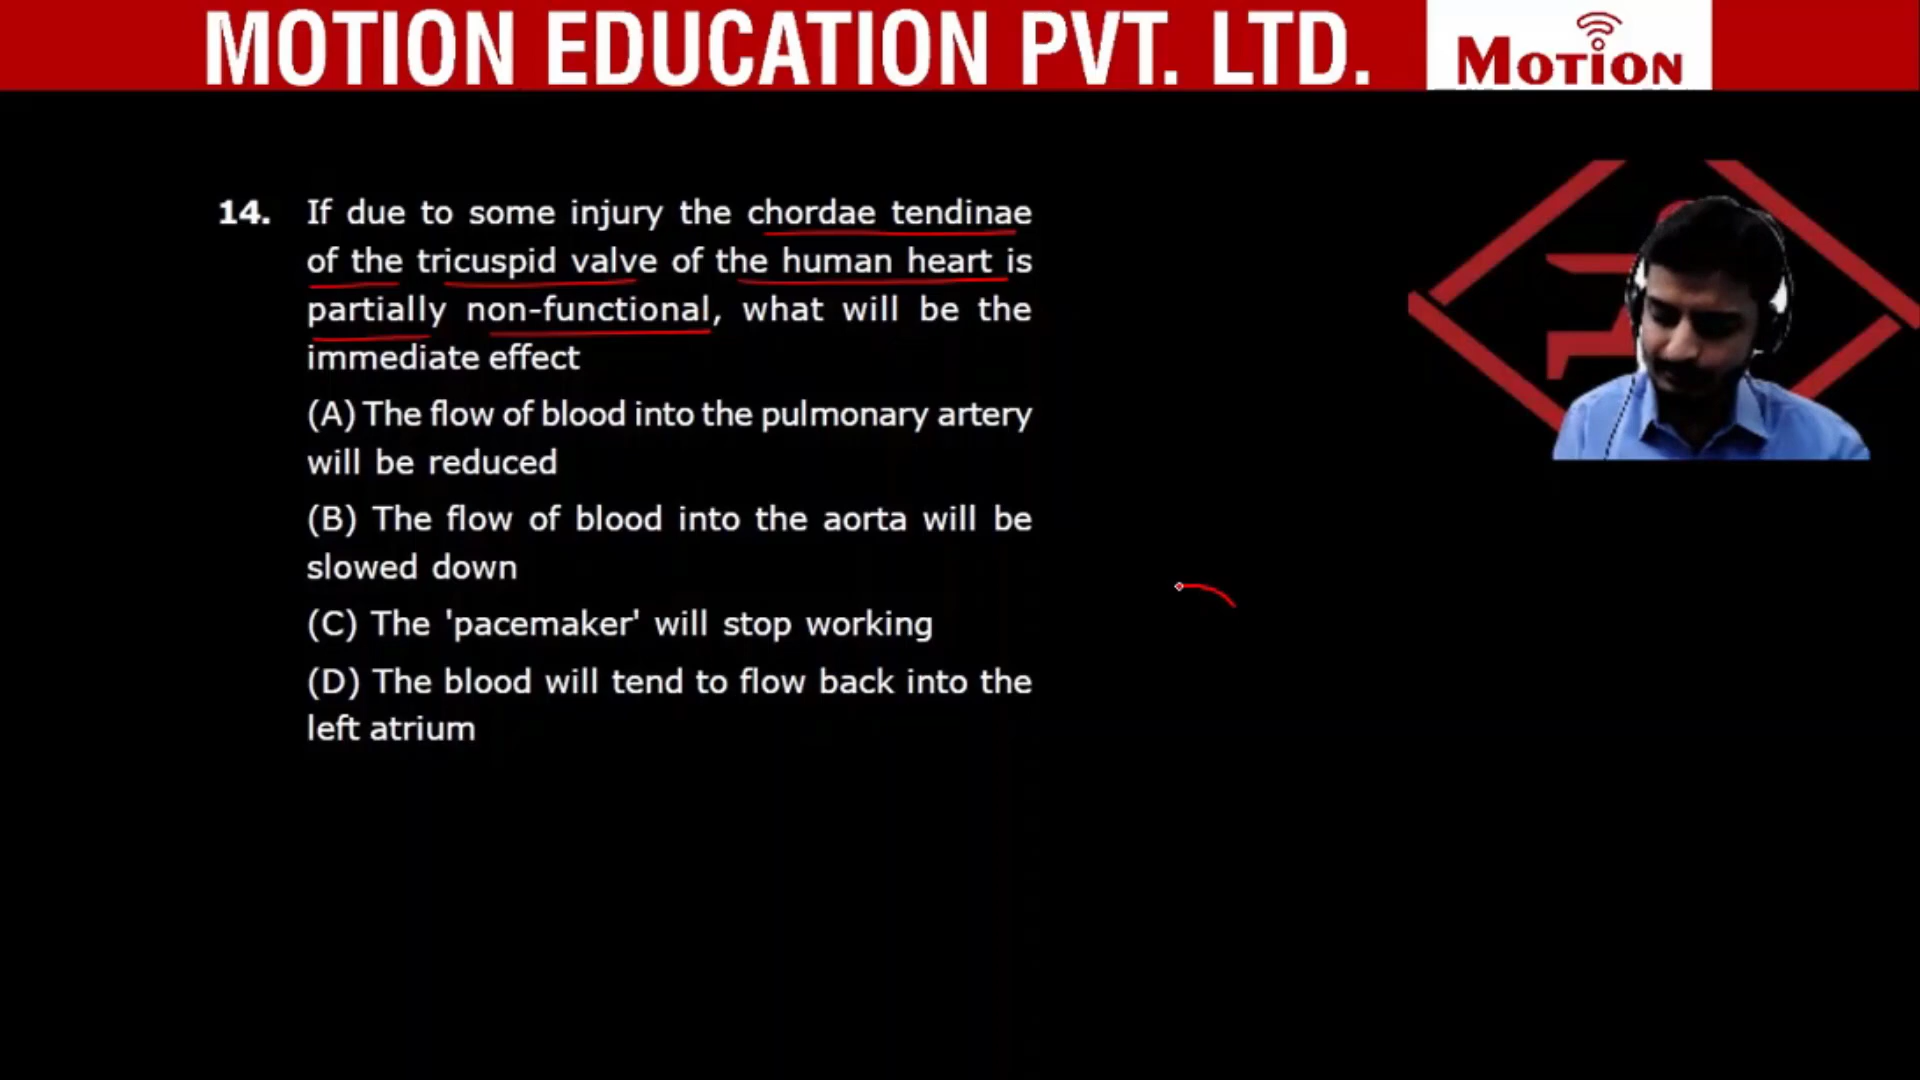 MOTION EDUCATION PVT. LTD.
MOTION
14. If due to some injury the chordae tendinae
of the tricuspid valve of the human heart is
partially non-functional, what will be the
immediate effect
(A) The flow of blood into the pulmonary artery
will be reduced
(B) The flow of blood into the aorta will be
slowed down
(C) The 'pacemaker' will stop working
(D) The blood will tend to flow back into the
left atrium